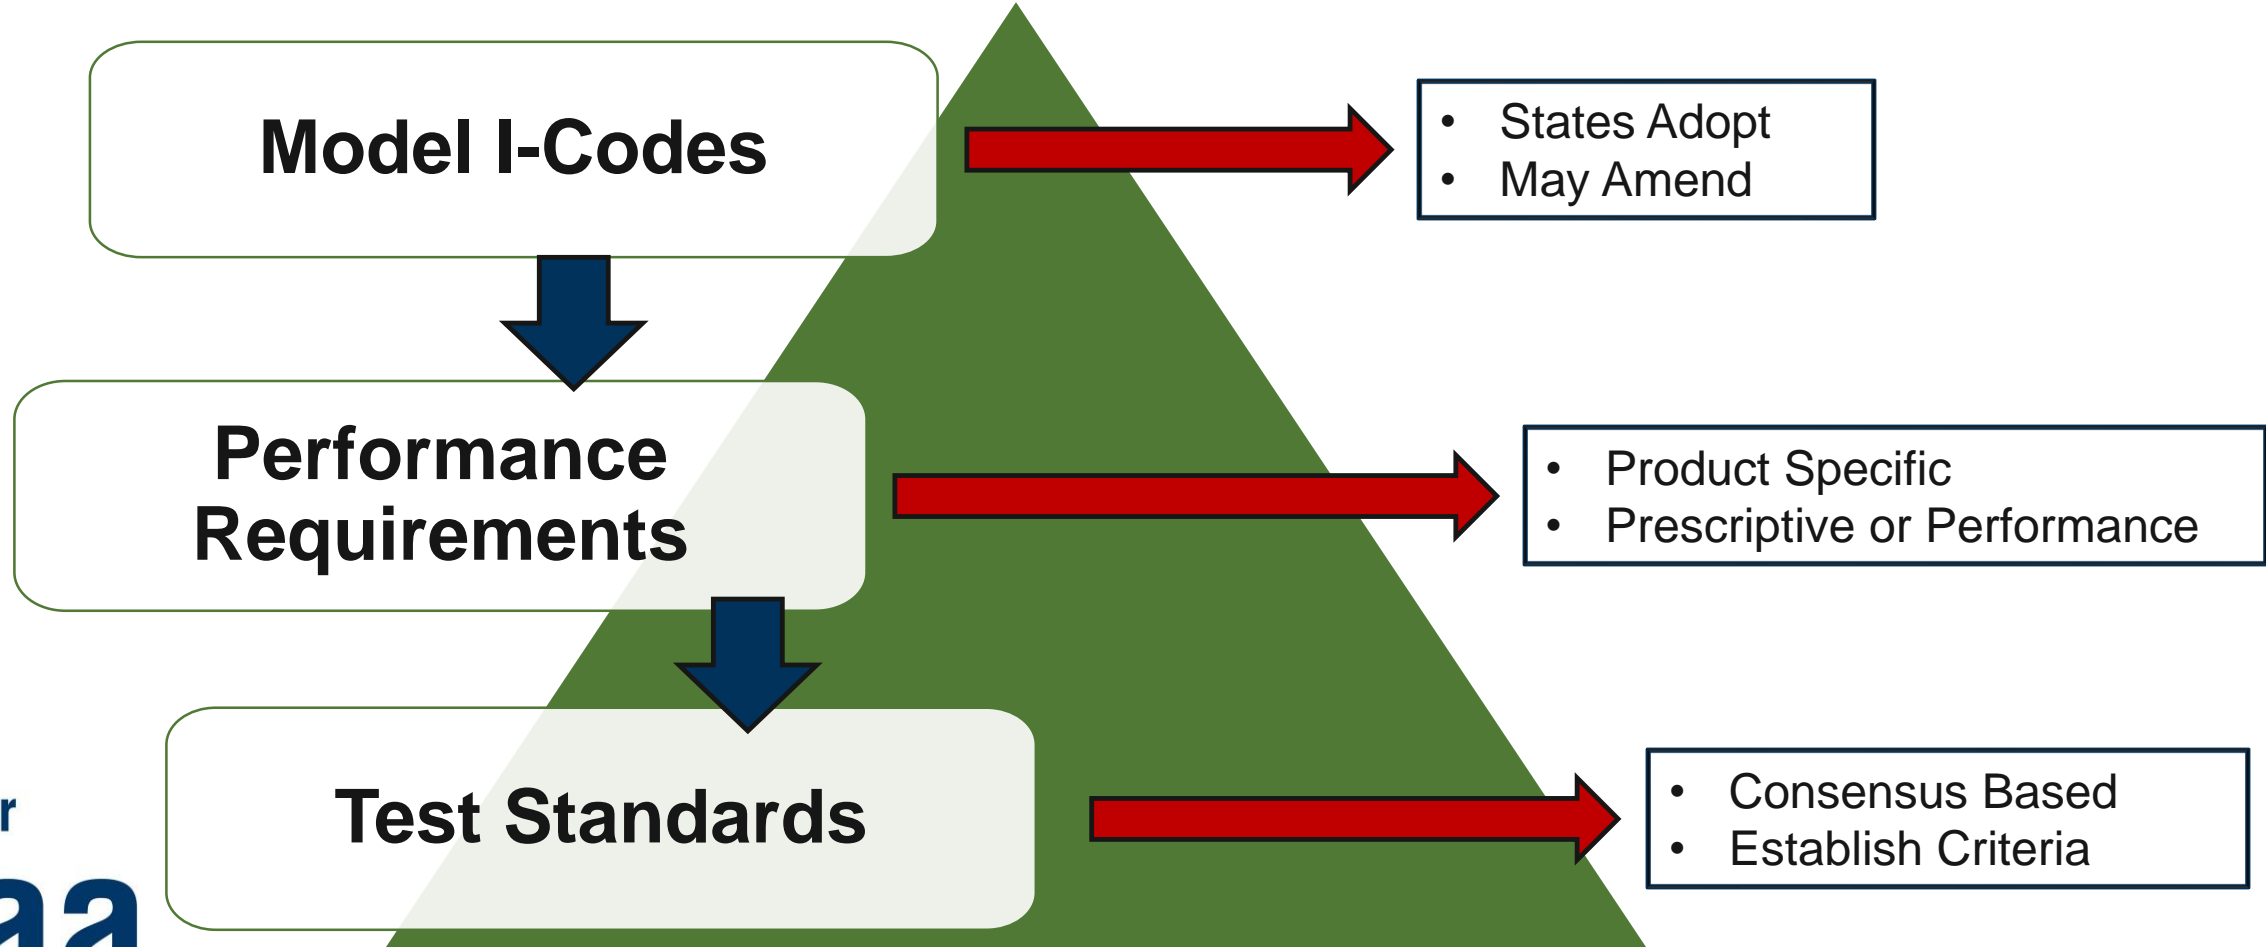 Model I-Codes
• States Adopt
• May Amend
Performance
Requirements
• Product Specific
• Prescriptive or Performance
Test Standards
• Consensus Based
• Establish Criteria